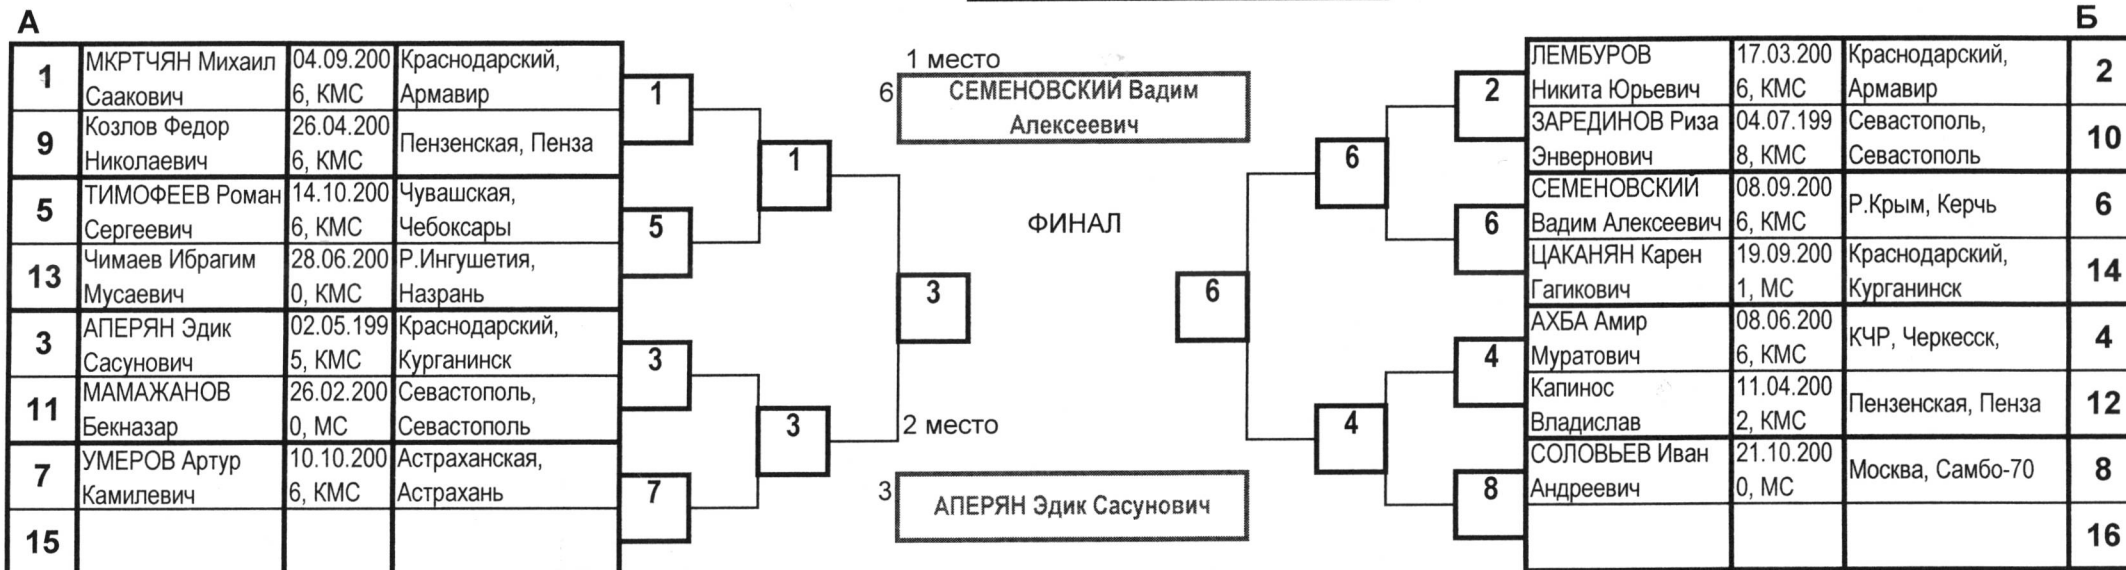 А
Б
1
МКРТЧЯН Михаил
Саакович
04.09.200
6, КМС
Краснодарский,
Армавир
9
Козлов Федор
Николаевич
26.04.200
6, КМС
Пензенская, Пенза
5
ТИМОФЕЕВ Роман
Сергеевич
14.10.200
6, КМС
Чувашская,
Чебоксары
13
Чимаев Ибрагим
Мусаевич
28.06.200
0, КМС
Р.Ингушетия,
Назрань
3
АПЕРЯН Эдик
Сасунович
02.05.199
5, КМС
Краснодарский,
Курганинск
11
МАМАЖАНОВ
Бекназар
26.02.200
0, МС
Севастополь,
Севастополь
7
УМЕРОВ Артур
Камилевич
10.10.200
6, КМС
Астраханская,
Астрахань
15
1
5
3
7
1
3
3
1 место
6
СЕМЕНОВСКИЙ Вадим
Алексеевич
ФИНАЛ
2 место
3
АПЕРЯН Эдик Сасунович
6
6
4
2
6
4
8
ЛЕМБУРОВ
Никита Юрьевич
17.03.200
6, КМС
Краснодарский,
Армавир
2
ЗАРЕДИНОВ Риза
Энвернович
04.07.199
8, КМС
Севастополь,
Севастополь
10
СЕМЕНОВСКИЙ
Вадим Алексеевич
08.09.200
6, КМС
Р.Крым, Керчь
6
ЦАКАНЯН Карен
Гагикович
19.09.200
1, МС
Краснодарский,
Курганинск
14
АХБА Амир
Муратович
08.06.200
6, КМС
КЧР, Черкесск,
4
Капинос
Владислав
11.04.200
2, КМС
Пензенская, Пенза
12
СОЛОВЬЕВ Иван
Андреевич
21.10.200
0, МС
Москва, Самбо-70
8
16